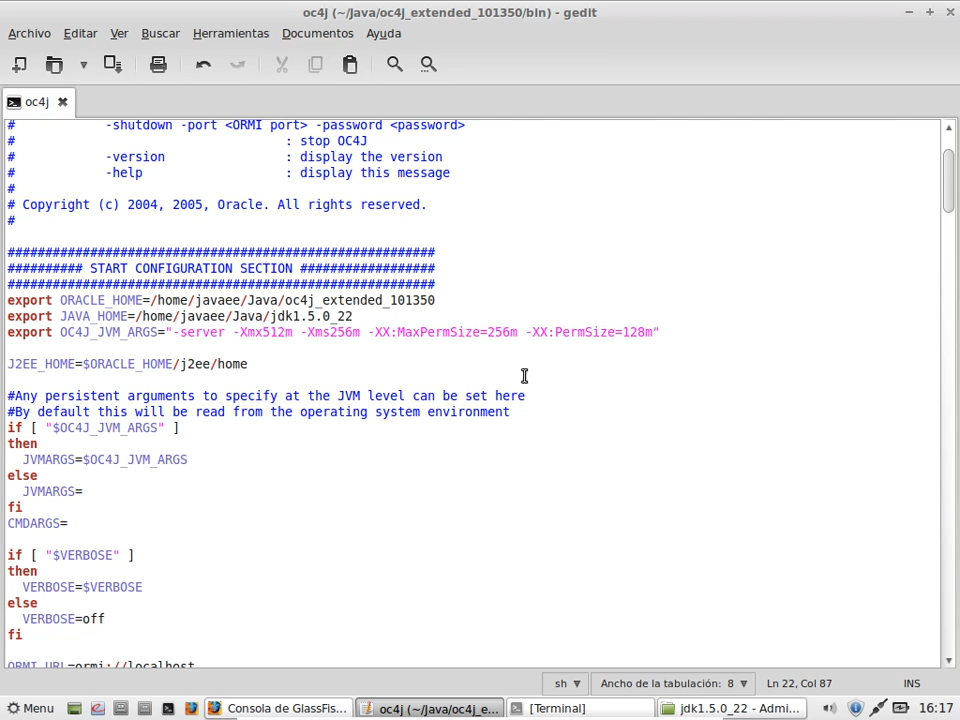 oc4j (~/Java/oc4j_extended_101350/bin) - gedit
Archivo Editar Ver Buscar Herramientas Documentos Ayuda
oc4j
#            -shutdown -port <ORMI port> -password <password>
#                                    : stop OC4J
#            -version                : display the version
#            -help                   : display this message
#
# Copyright (c) 2004, 2005, Oracle. All rights reserved.
#
#########################################################
########## START CONFIGURATION SECTION ##################
#########################################################
export ORACLE_HOME=/home/javaee/Java/oc4j_extended_101350
export JAVA_HOME=/home/javaee/Java/jdk1.5.0_22
export OC4J_JVM_ARGS="-server -Xmx512m -Xms256m -XX:MaxPermSize=256m -XX:PermSize=128m"
J2EE_HOME=$ORACLE_HOME/j2ee/home
#Any persistent arguments to specify at the JVM level can be set here
#By default this will be read from the operating system environment
if [ "$OC4J_JVM_ARGS" ]
then
  JVMARGS=$OC4J_JVM_ARGS
else
  JVMARGS=
fi
CMDARGS=
if [ "$VERBOSE" ]
then
  VERBOSE=$VERBOSE
else
  VERBOSE=off
fi
ORMI_URL=ormi://localhost
sh Ancho de la tabulación: 8 Ln 22, Col 87 INS
Menu Consola de GlassFis... oc4j (~/Java/oc4j_e... [Terminal] jdk1.5.0_22 - Admi... 16:17